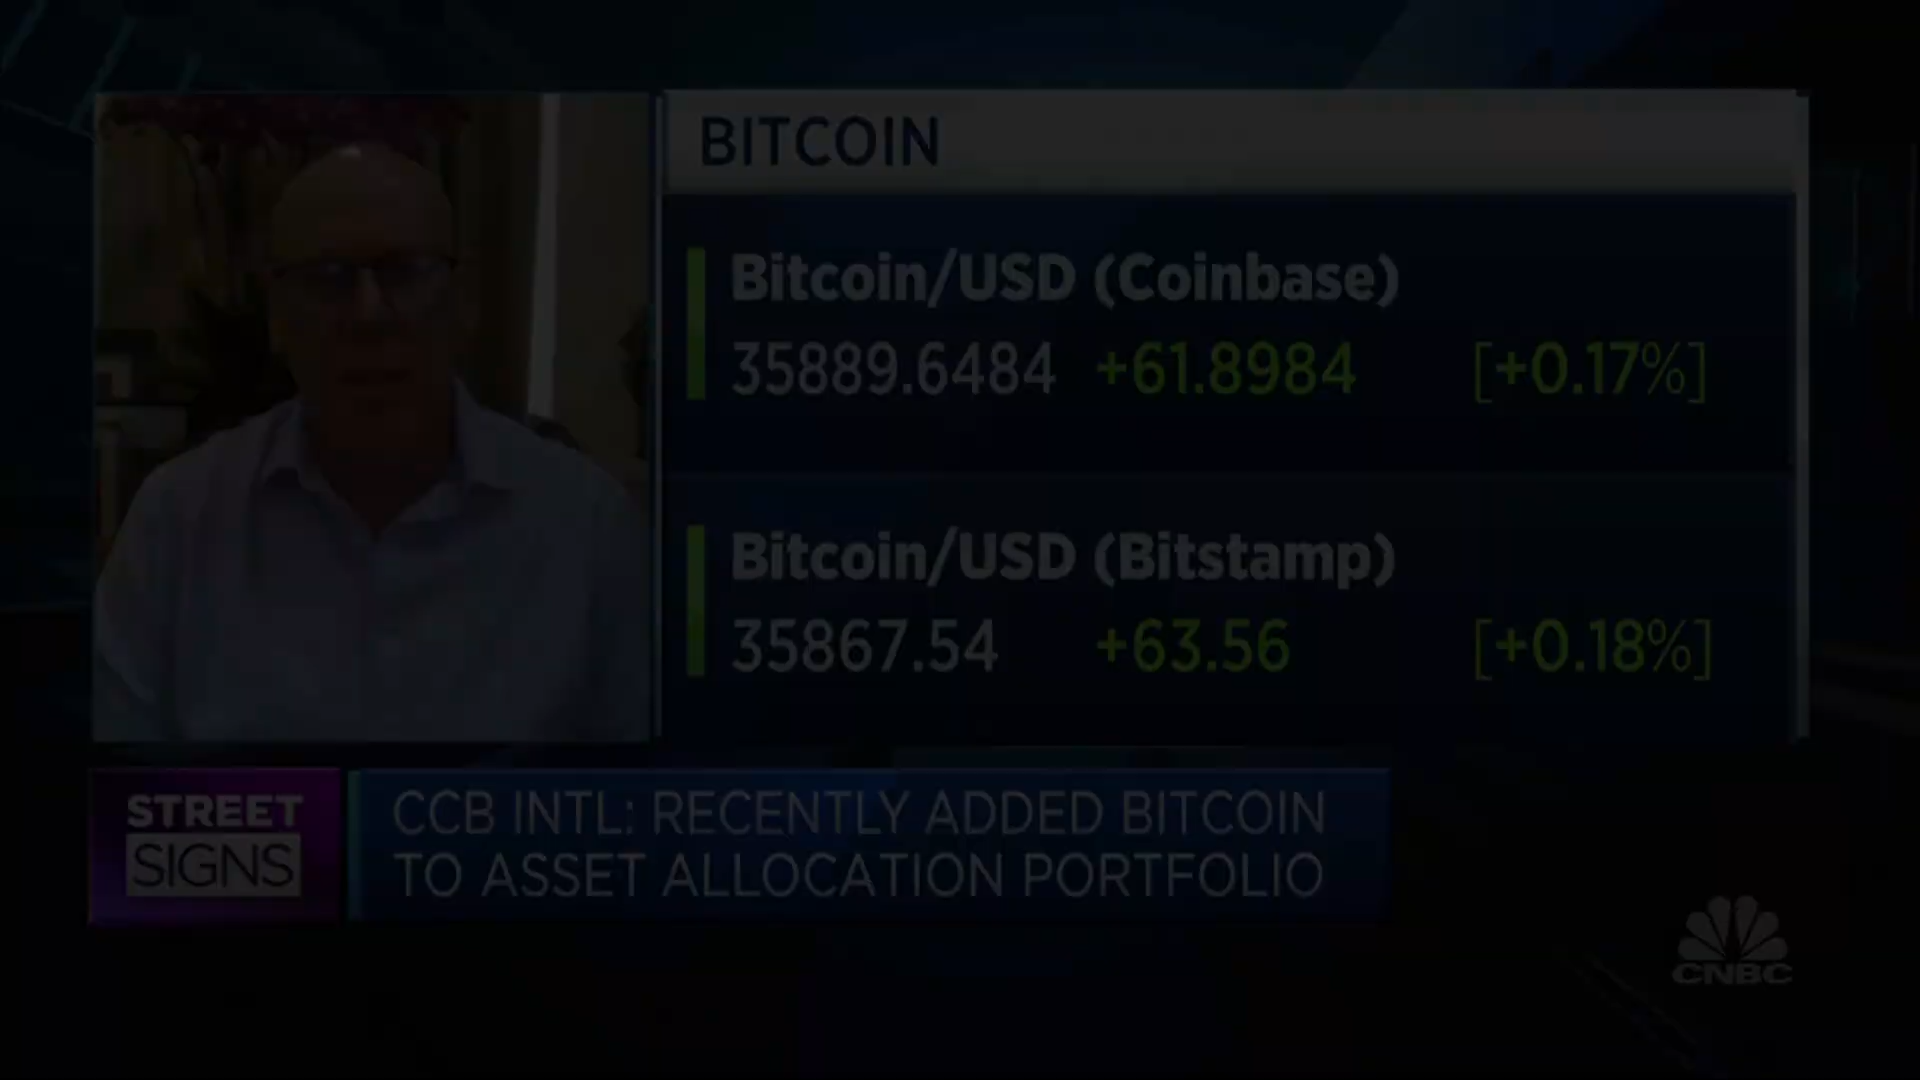 BITCOIN
Bitcoin/USD (Coinbase)
35889.6484 +61.8984 [+0.17%]
Bitcoin/USD (Bitstamp)
35867.54 +63.56 [+0.18%]
STREET
SIGNS
CCB INTL: RECENTLY ADDED BITCOIN
TO ASSET ALLOCATION PORTFOLIO
CNBC